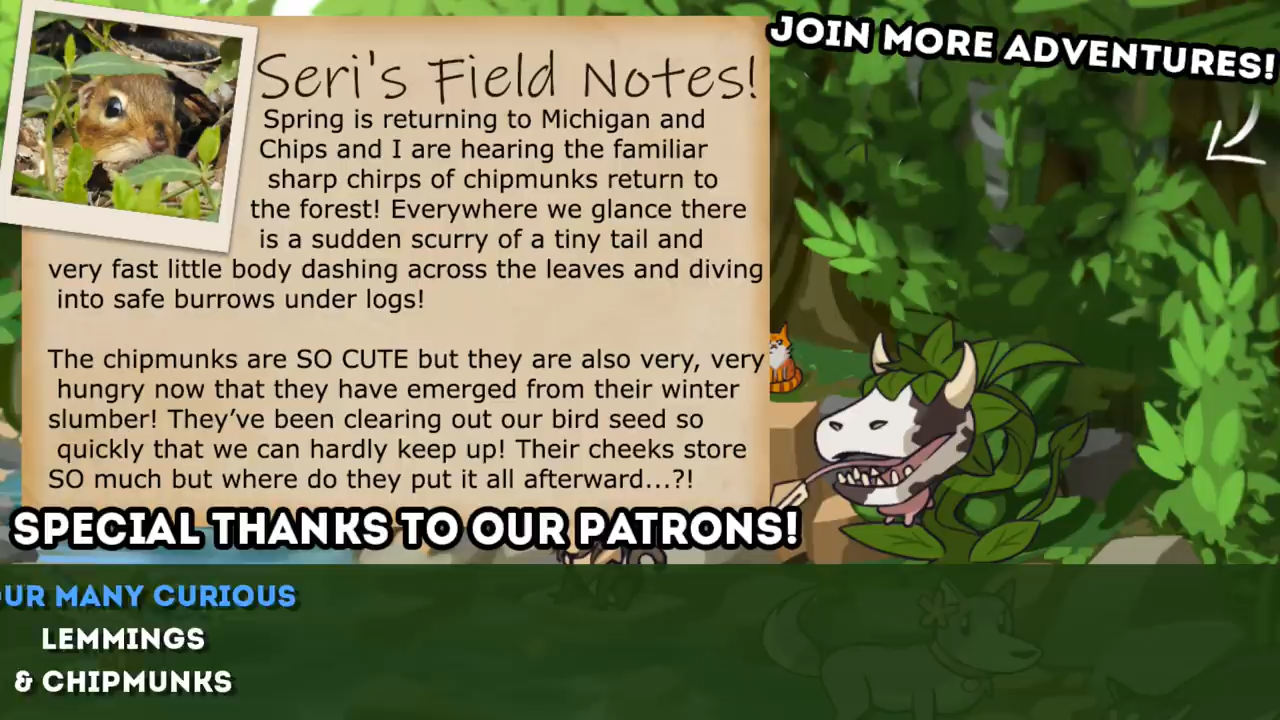 Seri's Field Notes!
Spring is returning to Michigan and
Chips and I are hearing the familiar
sharp chirps of chipmunks return to
the forest! Everywhere we glance there
is a sudden scurry of a tiny tail and
very fast little body dashing across the leaves and diving
into safe burrows under logs!
The chipmunks are SO CUTE but they are also very, very
hungry now that they have emerged from their winter
slumber! They’ve been clearing out our bird seed so
quickly that we can hardly keep up! Their cheeks store
SO much but where do they put it all afterward...?!
JOIN MORE ADVENTURES!
SPECIAL THANKS TO OUR PATRONS!
OUR MANY CURIOUS
LEMMINGS
& CHIPMUNKS